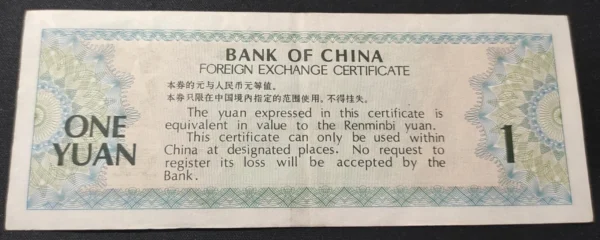 BANK OF CHINA
FOREIGN EXCHANGE CERTIFICATE
本券的元与人民币元等值。
本券只限在中国境内指定的范围使用,不得挂失。
ONE
YUAN
The yuan expressed in this certificate is
equivalent in value to the Renminbi yuan.
This certificate can only be used within
China at designated places. No request to
register its loss will be accepted by the
Bank.
1